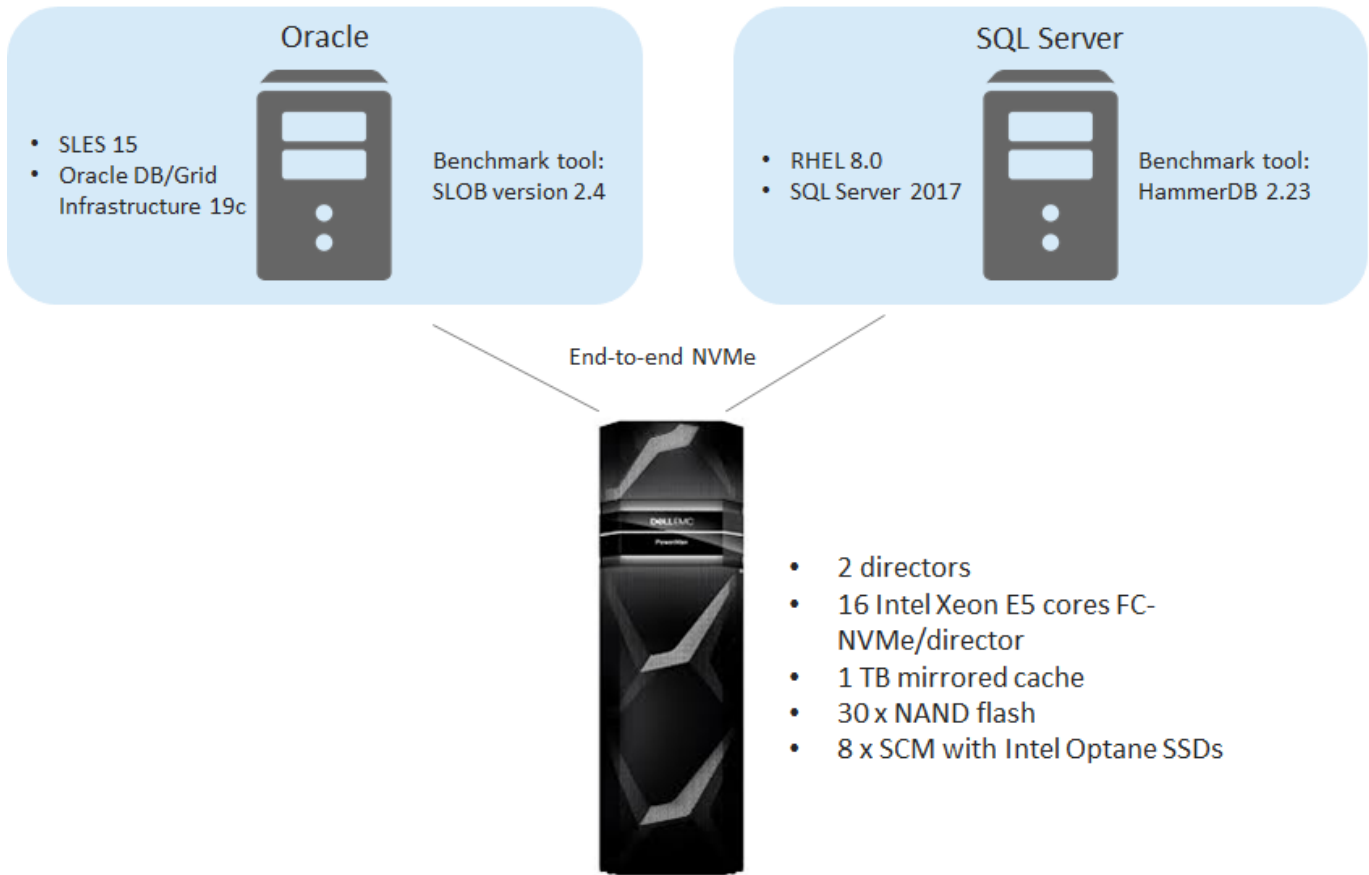 Oracle
• SLES 15
• Oracle DB/Grid
Infrastructure 19c
Benchmark tool:
SLOB version 2.4
SQL Server
• RHEL 8.0
• SQL Server 2017
Benchmark tool:
HammerDB 2.23
End-to-end NVMe
DELLEMC
PowerMax
• 2 directors
• 16 Intel Xeon E5 cores FC-
NVMe/director
• 1 TB mirrored cache
• 30 x NAND flash
• 8 x SCM with Intel Optane SSDs